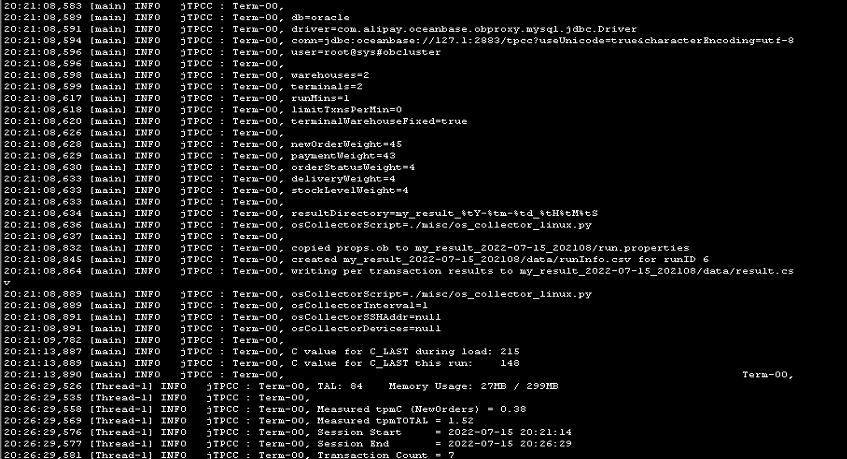 20:21:08,583 [main] INFO   jTPCC : Term-00,
20:21:08,589 [main] INFO   jTPCC : Term-00, db=oracle
20:21:08,591 [main] INFO   jTPCC : Term-00, driver=com.alipay.oceanbase.obproxy.mysql.jdbc.Driver
20:21:08,594 [main] INFO   jTPCC : Term-00, conn=jdbc:oceanbase://127.1:2883/tpcc?useUnicode=true&characterEncoding=utf-8
20:21:08,596 [main] INFO   jTPCC : Term-00, user=root@sys#obcluster
20:21:08,596 [main] INFO   jTPCC : Term-00,
20:21:08,598 [main] INFO   jTPCC : Term-00, warehouses=2
20:21:08,599 [main] INFO   jTPCC : Term-00, terminals=2
20:21:08,617 [main] INFO   jTPCC : Term-00, runMins=1
20:21:08,618 [main] INFO   jTPCC : Term-00, limitTxnsPerMin=0
20:21:08,620 [main] INFO   jTPCC : Term-00, terminalWarehouseFixed=true
20:21:08,626 [main] INFO   jTPCC : Term-00,
20:21:08,628 [main] INFO   jTPCC : Term-00, newOrderWeight=45
20:21:08,629 [main] INFO   jTPCC : Term-00, paymentWeight=43
20:21:08,630 [main] INFO   jTPCC : Term-00, orderStatusWeight=4
20:21:08,633 [main] INFO   jTPCC : Term-00, deliveryWeight=4
20:21:08,633 [main] INFO   jTPCC : Term-00, stockLevelWeight=4
20:21:08,633 [main] INFO   jTPCC : Term-00,
20:21:08,634 [main] INFO   jTPCC : Term-00, resultDirectory=my_result_%tY-%tm-%td_%tH%tM%tS
20:21:08,636 [main] INFO   jTPCC : Term-00, osCollectorScript=./misc/os_collector_linux.py
20:21:08,637 [main] INFO   jTPCC : Term-00,
20:21:08,832 [main] INFO   jTPCC : Term-00, copied props.ob to my_result_2022-07-15_202108/run.properties
20:21:08,845 [main] INFO   jTPCC : Term-00, created my_result_2022-07-15_202108/data/runInfo.csv for runID 6
20:21:08,864 [main] INFO   jTPCC : Term-00, writing per transaction results to my_result_2022-07-15_202108/data/result.cs
v
20:21:08,889 [main] INFO   jTPCC : Term-00, osCollectorScript=./misc/os_collector_linux.py
20:21:08,889 [main] INFO   jTPCC : Term-00, osCollectorInterval=1
20:21:08,891 [main] INFO   jTPCC : Term-00, osCollectorSSHAddr=null
20:21:08,891 [main] INFO   jTPCC : Term-00, osCollectorDevices=null
20:21:09,782 [main] INFO   jTPCC : Term-00,
20:21:13,887 [main] INFO   jTPCC : Term-00, C value for C_LAST during load: 215
20:21:13,889 [main] INFO   jTPCC : Term-00, C value for C_LAST this run:    148
20:21:13,890 [main] INFO   jTPCC : Term-00,                                                      Term-00,
20:26:29,526 [Thread-1] INFO   jTPCC : Term-00, TAL: 84    Memory Usage: 27MB / 299MB
20:26:29,535 [Thread-1] INFO   jTPCC : Term-00,
20:26:29,558 [Thread-1] INFO   jTPCC : Term-00, Measured tpmC (NewOrders) = 0.38
20:26:29,569 [Thread-1] INFO   jTPCC : Term-00, Measured tpmTOTAL = 1.52
20:26:29,576 [Thread-1] INFO   jTPCC : Term-00, Session Start     = 2022-07-15 20:21:14
20:26:29,577 [Thread-1] INFO   jTPCC : Term-00, Session End       = 2022-07-15 20:26:29
20:26:29,581 [Thread-1] INFO   jTPCC : Term-00, Transaction Count = 7